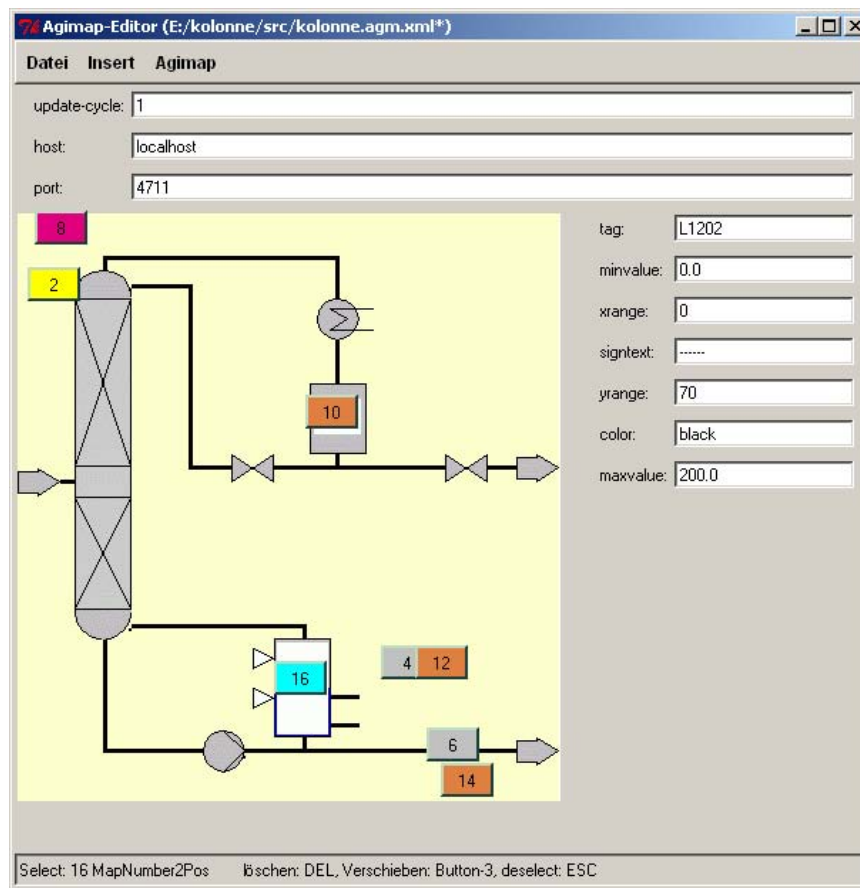 Agimap-Editor (E:/kolonne/src/kolonne.agm.xml*)
Datei Insert Agimap
update-cycle: 1
host: localhost
port: 4711
8
2
10
16
4 12
6
14
tag: L1202
minvalue: 0.0
xrange: 0
signtext: ------
yrange: 70
color: black
maxvalue: 200.0
Select: 16 MapNumber2Pos löschen: DEL, Verschieben: Button-3, deselect: ESC